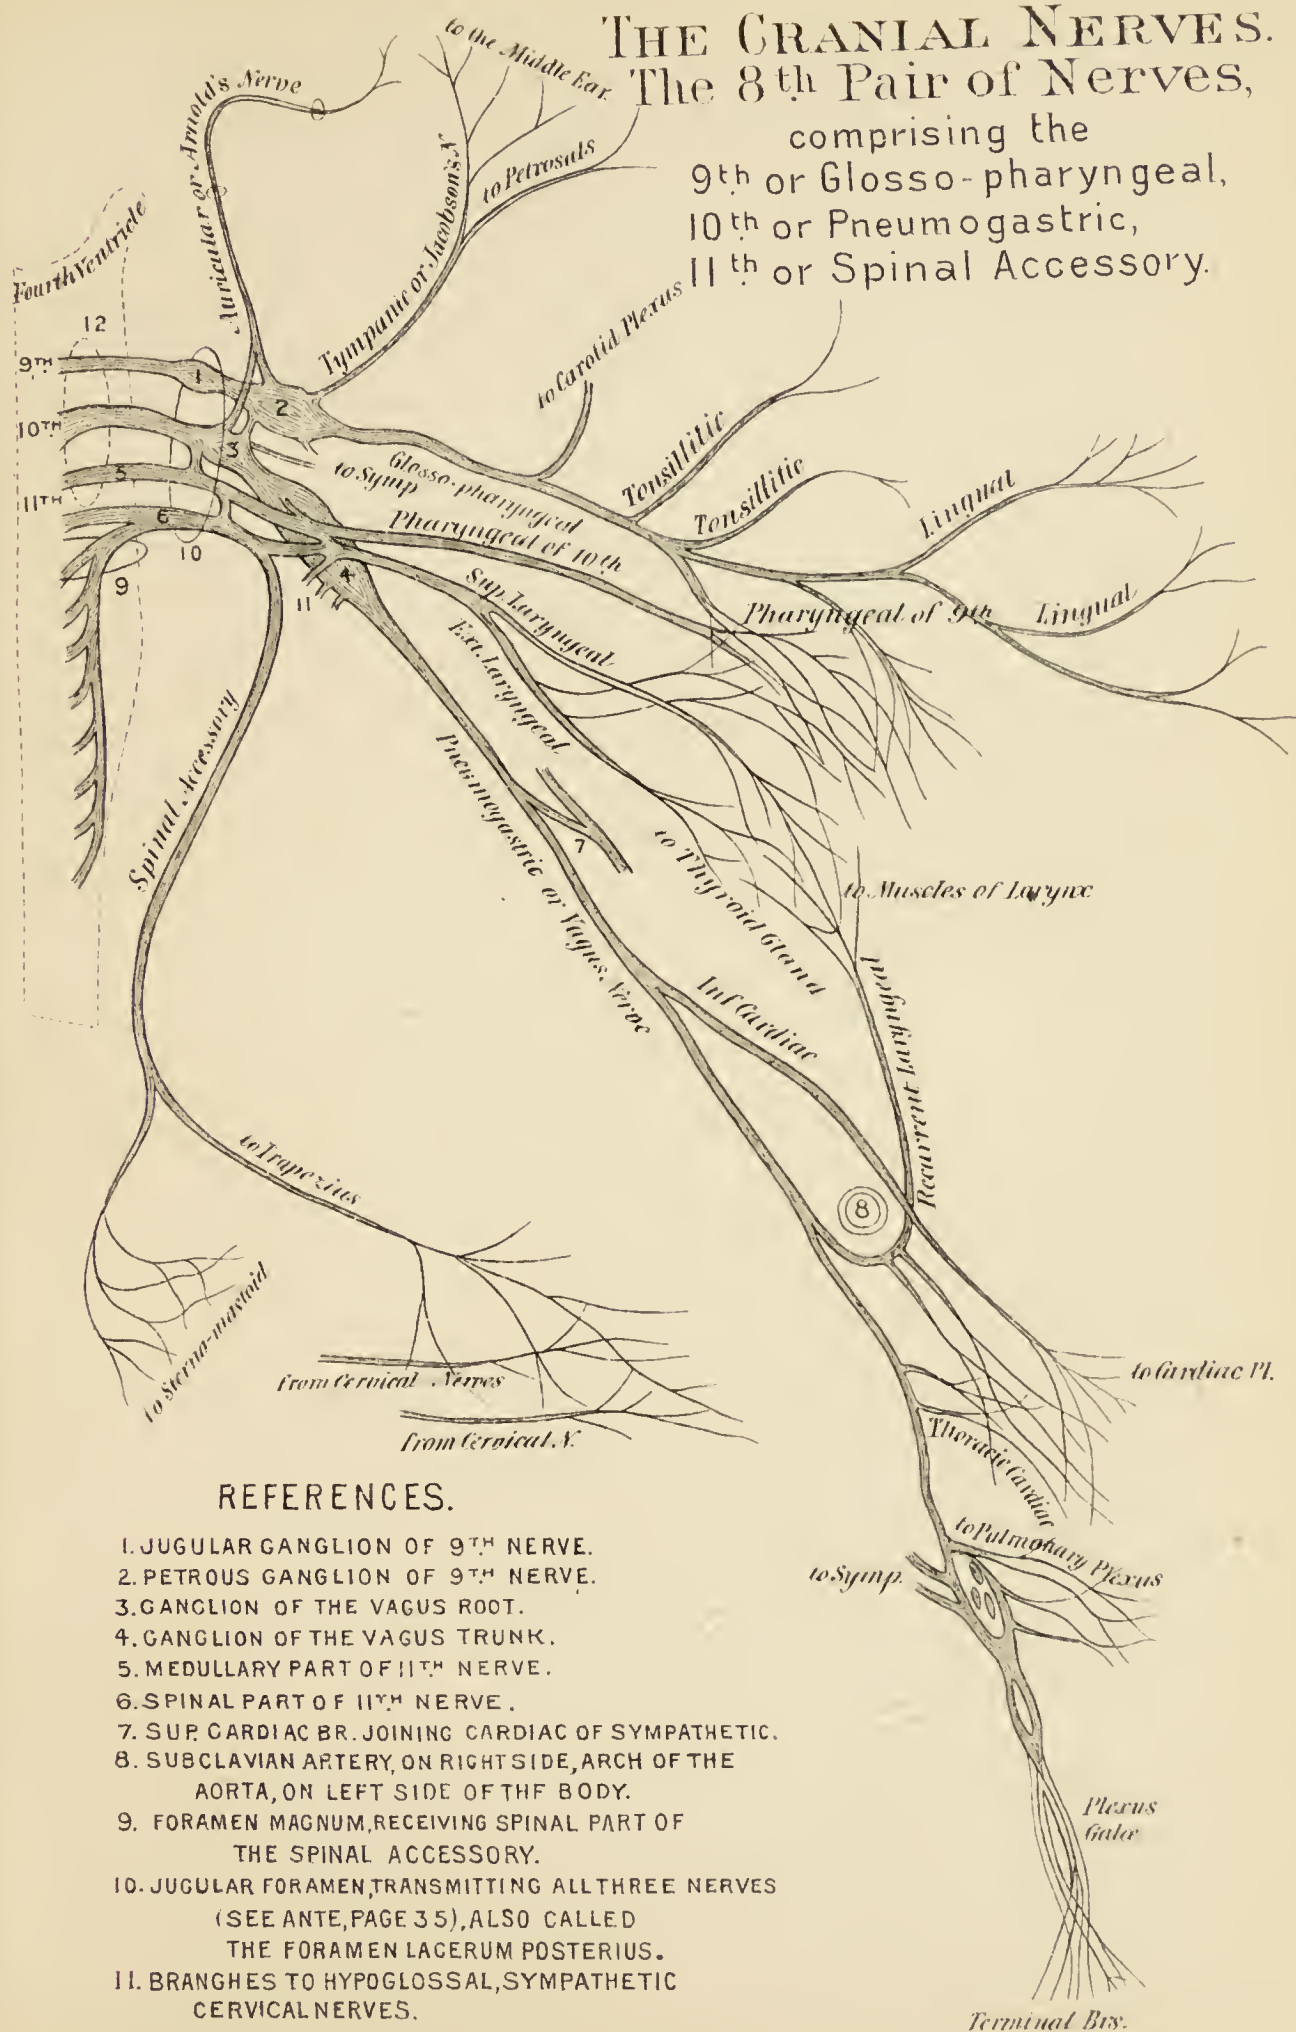 THE CRANIAL NERVES.
The 8th Pair of Nerves,
comprising the
9th or Glosso-pharyngeal,
10th or Pneumogastric,
11th or Spinal Accessory.
to the Middle Ear.
Auricular or Arnold's Nerve
Tympanic or Jacobson's N
to Petrosals
Fourth Ventricle
12
9TH
1
2
to Carotid Plexus
10TH
3
to Symp
Glosso-pharyngeal
Tonsillitic
Tonsillitic
Lingual
5
11TH
6
10
Pharyngeal of 10th
9
4
11
Sup. Laryngeal
Pharyngeal of 9th
Lingual
Ext. Laryngeal
Spinal Accessory
Pneumogastric or Vagus Nerve
7
to Thyroid Gland
to Muscles of Larynx
Inf Cardiac
Recurrent Laryngeal
to Trapezius
8
to Sterno-mastoid
from Cervical Nerves
from Cervical N.
to Cardiac Pl.
Thoracic Cardiac
to Pulmonary Plexus
to Symp.
Plexus
Gulæ
Terminal Brs.
REFERENCES.
1. JUGULAR GANGLION OF 9TH NERVE.
2. PETROUS GANGLION OF 9TH NERVE.
3. GANGLION OF THE VAGUS ROOT.
4. GANGLION OF THE VAGUS TRUNK.
5. MEDULLARY PART OF 11TH NERVE.
6. SPINAL PART OF 11TH NERVE.
7. SUP. CARDIAC BR. JOINING CARDIAC OF SYMPATHETIC.
8. SUBCLAVIAN ARTERY, ON RIGHT SIDE, ARCH OF THE
AORTA, ON LEFT SIDE OF THE BODY.
9. FORAMEN MAGNUM, RECEIVING SPINAL PART OF
THE SPINAL ACCESSORY.
10. JUGULAR FORAMEN, TRANSMITTING ALL THREE NERVES
(SEE ANTE, PAGE 35), ALSO CALLED
THE FORAMEN LACERUM POSTERIUS.
11. BRANGHES TO HYPOGLOSSAL, SYMPATHETIC
CERVICAL NERVES.